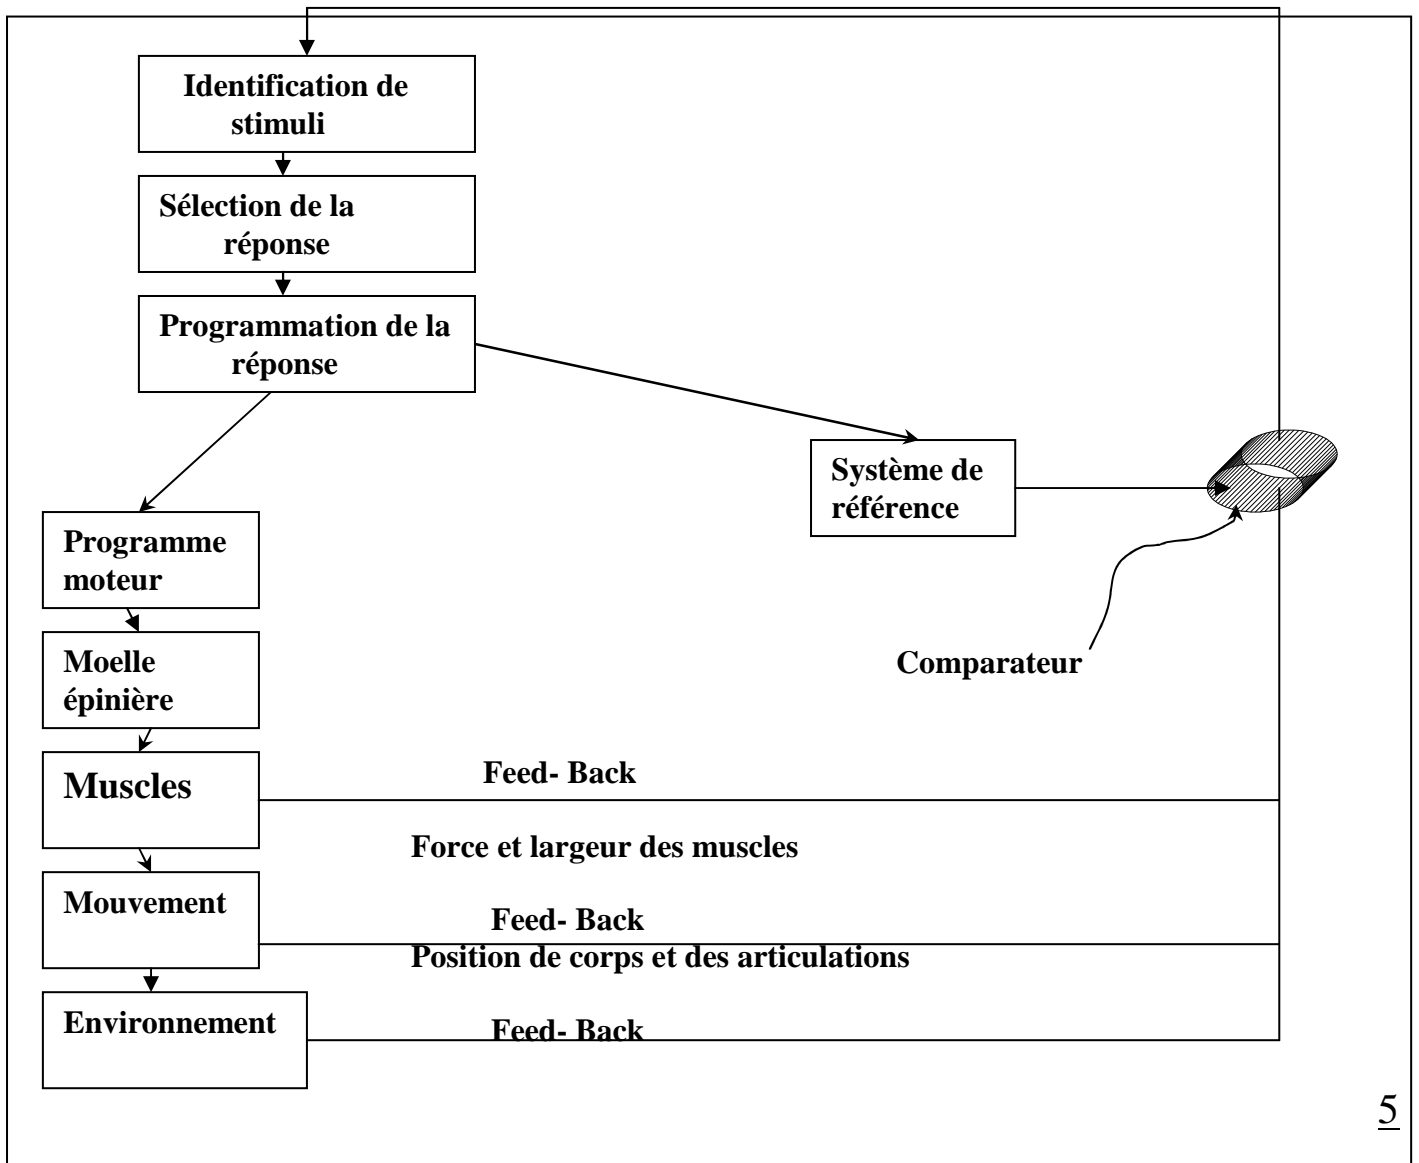 Identification de
stimuli
Sélection de la
réponse
Programmation de la
réponse
Système de
référence
Programme
moteur
Comparateur
Moelle
épinière
Muscles
Feed- Back
Force et largeur des muscles
Mouvement
Feed- Back
Position de corps et des articulations
Environnement
Feed- Back
5